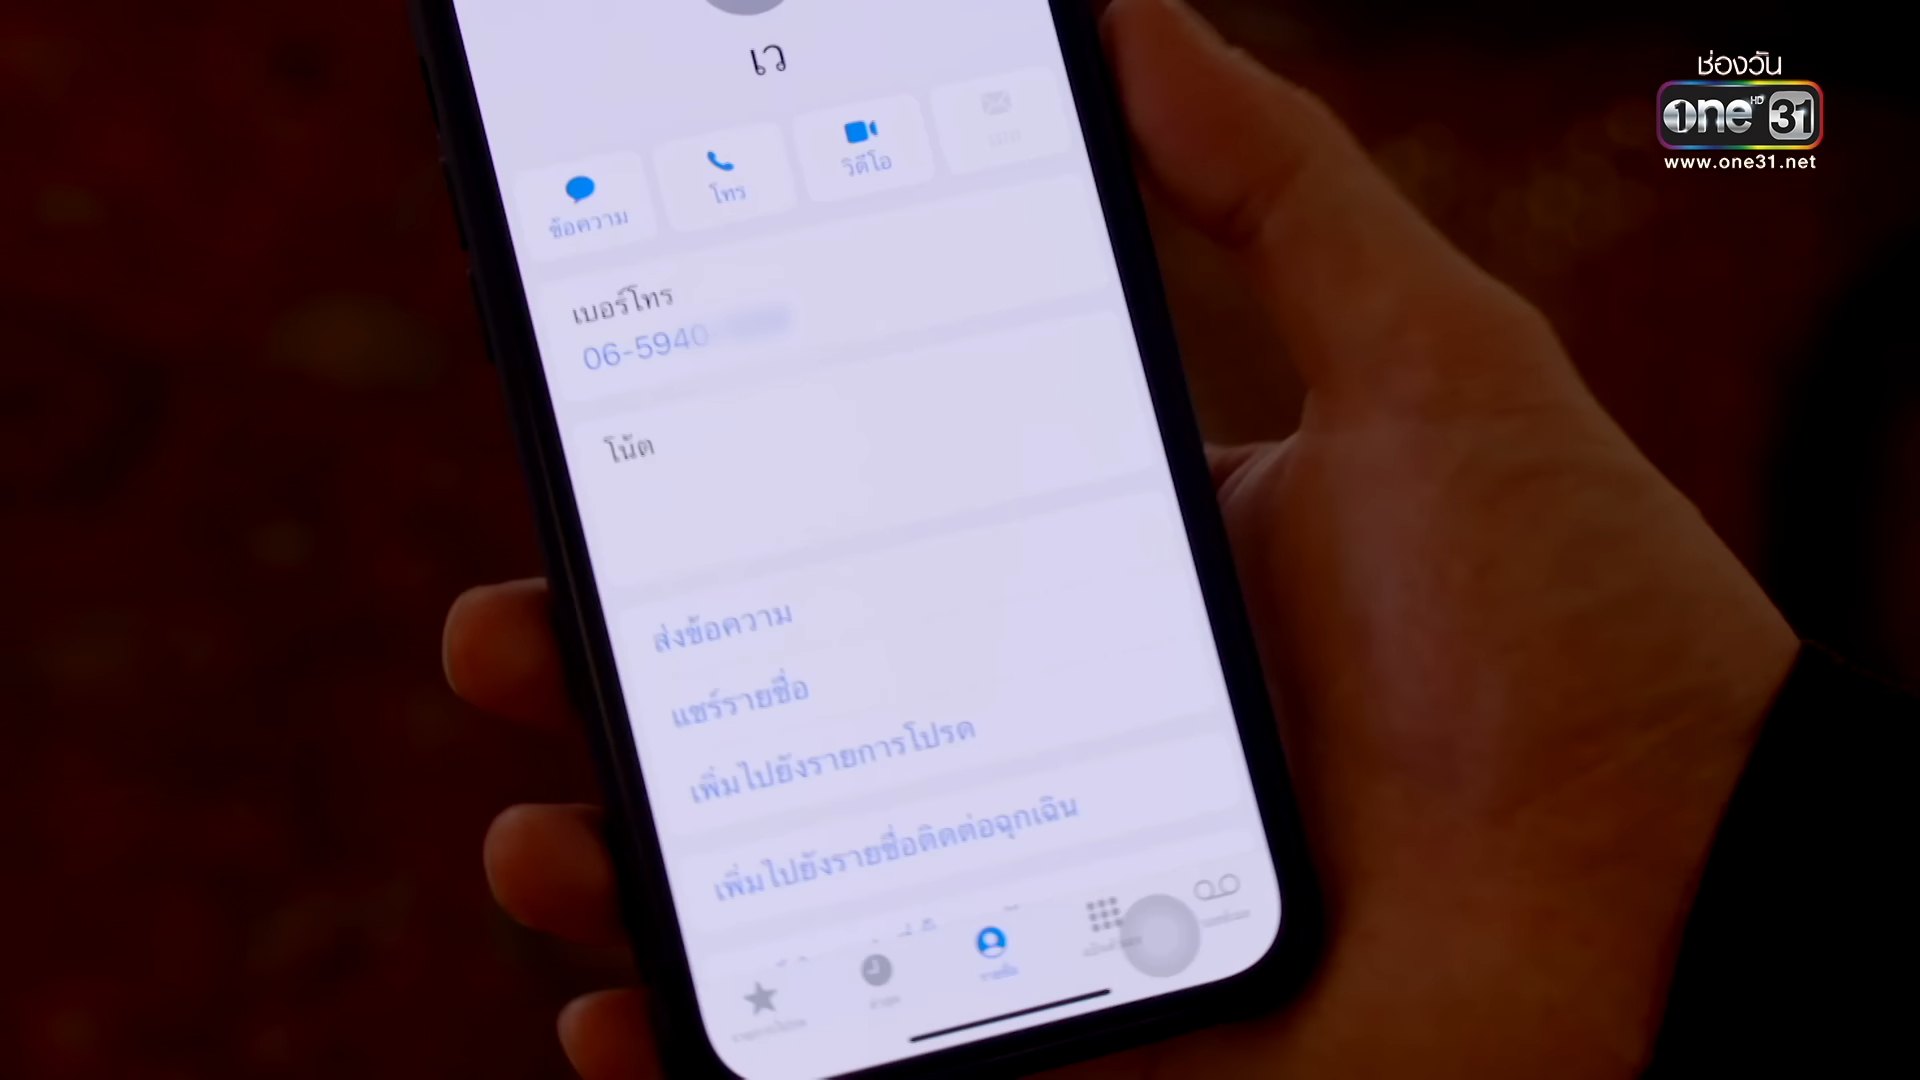 ช่องวัน
one HD 31
www.one31.net
เว
ข้อความ
โทร
วิดีโอ
เบอร์โทร
06-5940
โน้ต
ส่งข้อความ
แชร์รายชื่อ
เพิ่มไปยังรายการโปรด
เพิ่มไปยังรายชื่อติดต่อฉุกเฉิน